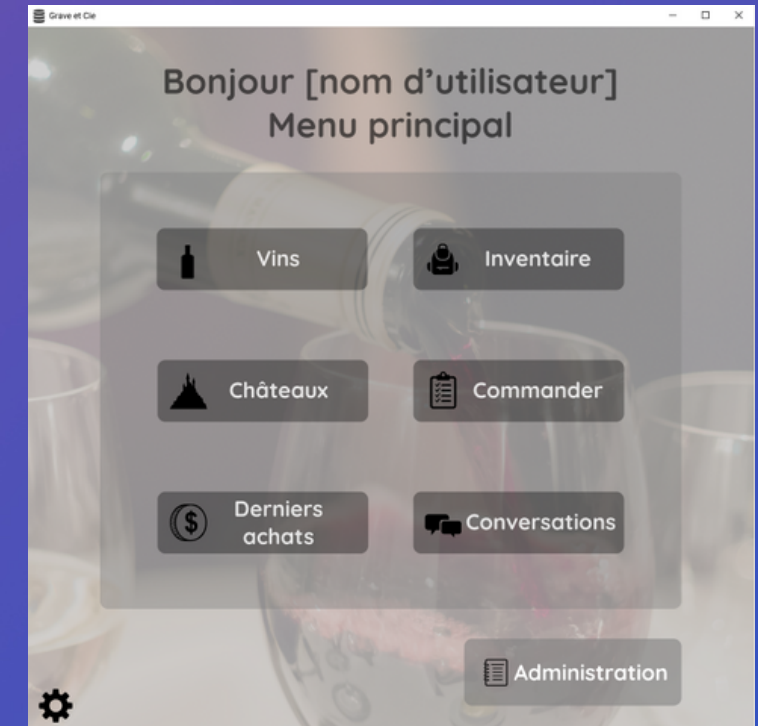 Grave et Cie
Bonjour [nom d’utilisateur]
Menu principal
Vins
Inventaire
Châteaux
Commander
Derniers
achats
Conversations
Administration